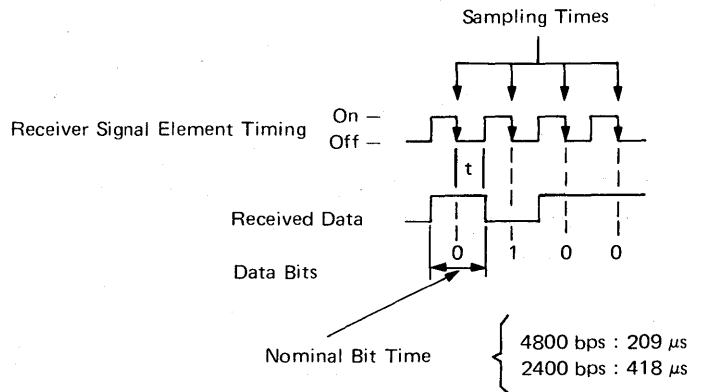 Sampling Times
On —
Receiver Signal Element Timing
Off —
t
Received Data
0 1 0 0
Data Bits
Nominal Bit Time
4800 bps : 209 μs
2400 bps : 418 μs